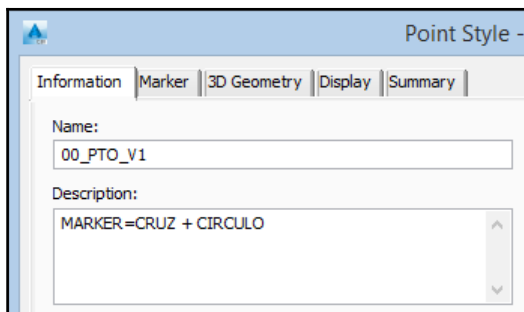 Point Style -
Information Marker 3D Geometry Display Summary
Name:
00_PTO_V1
Description:
MARKER=CRUZ + CIRCULO